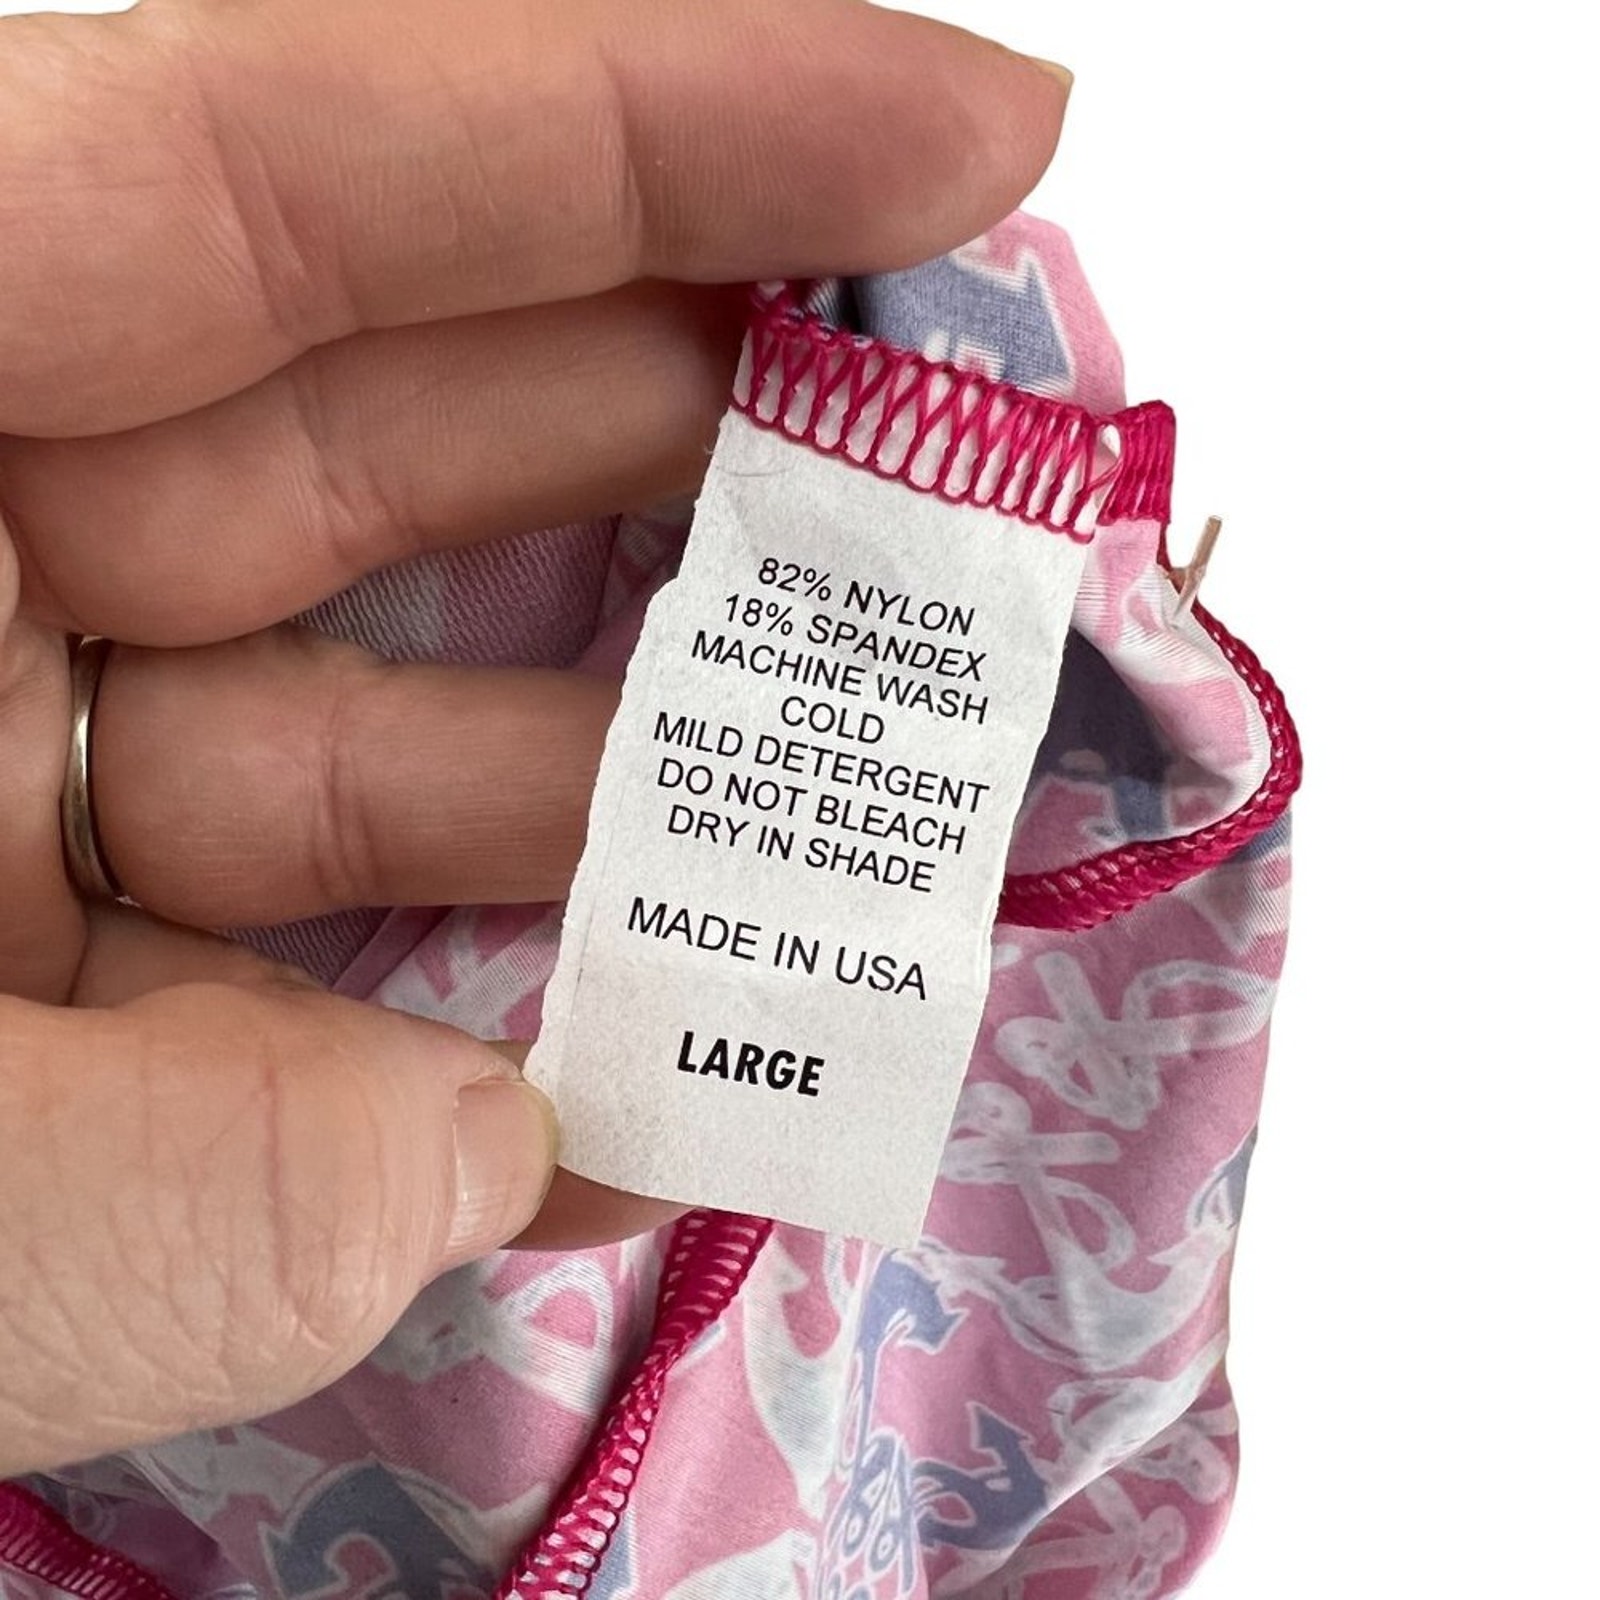 82% NYLON
18% SPANDEX
MACHINE WASH
COLD
MILD DETERGENT
DO NOT BLEACH
DRY IN SHADE
MADE IN USA
LARGE